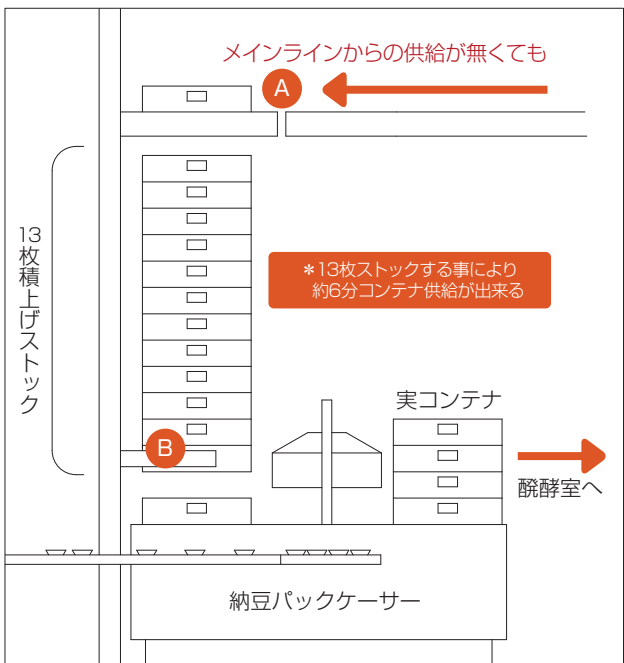 メインラインからの供給が無くても
A
13枚積上げストック
*13枚ストックする事により
約6分コンテナ供給が出来る
実コンテナ
B
醗酵室へ
納豆パックケーサー